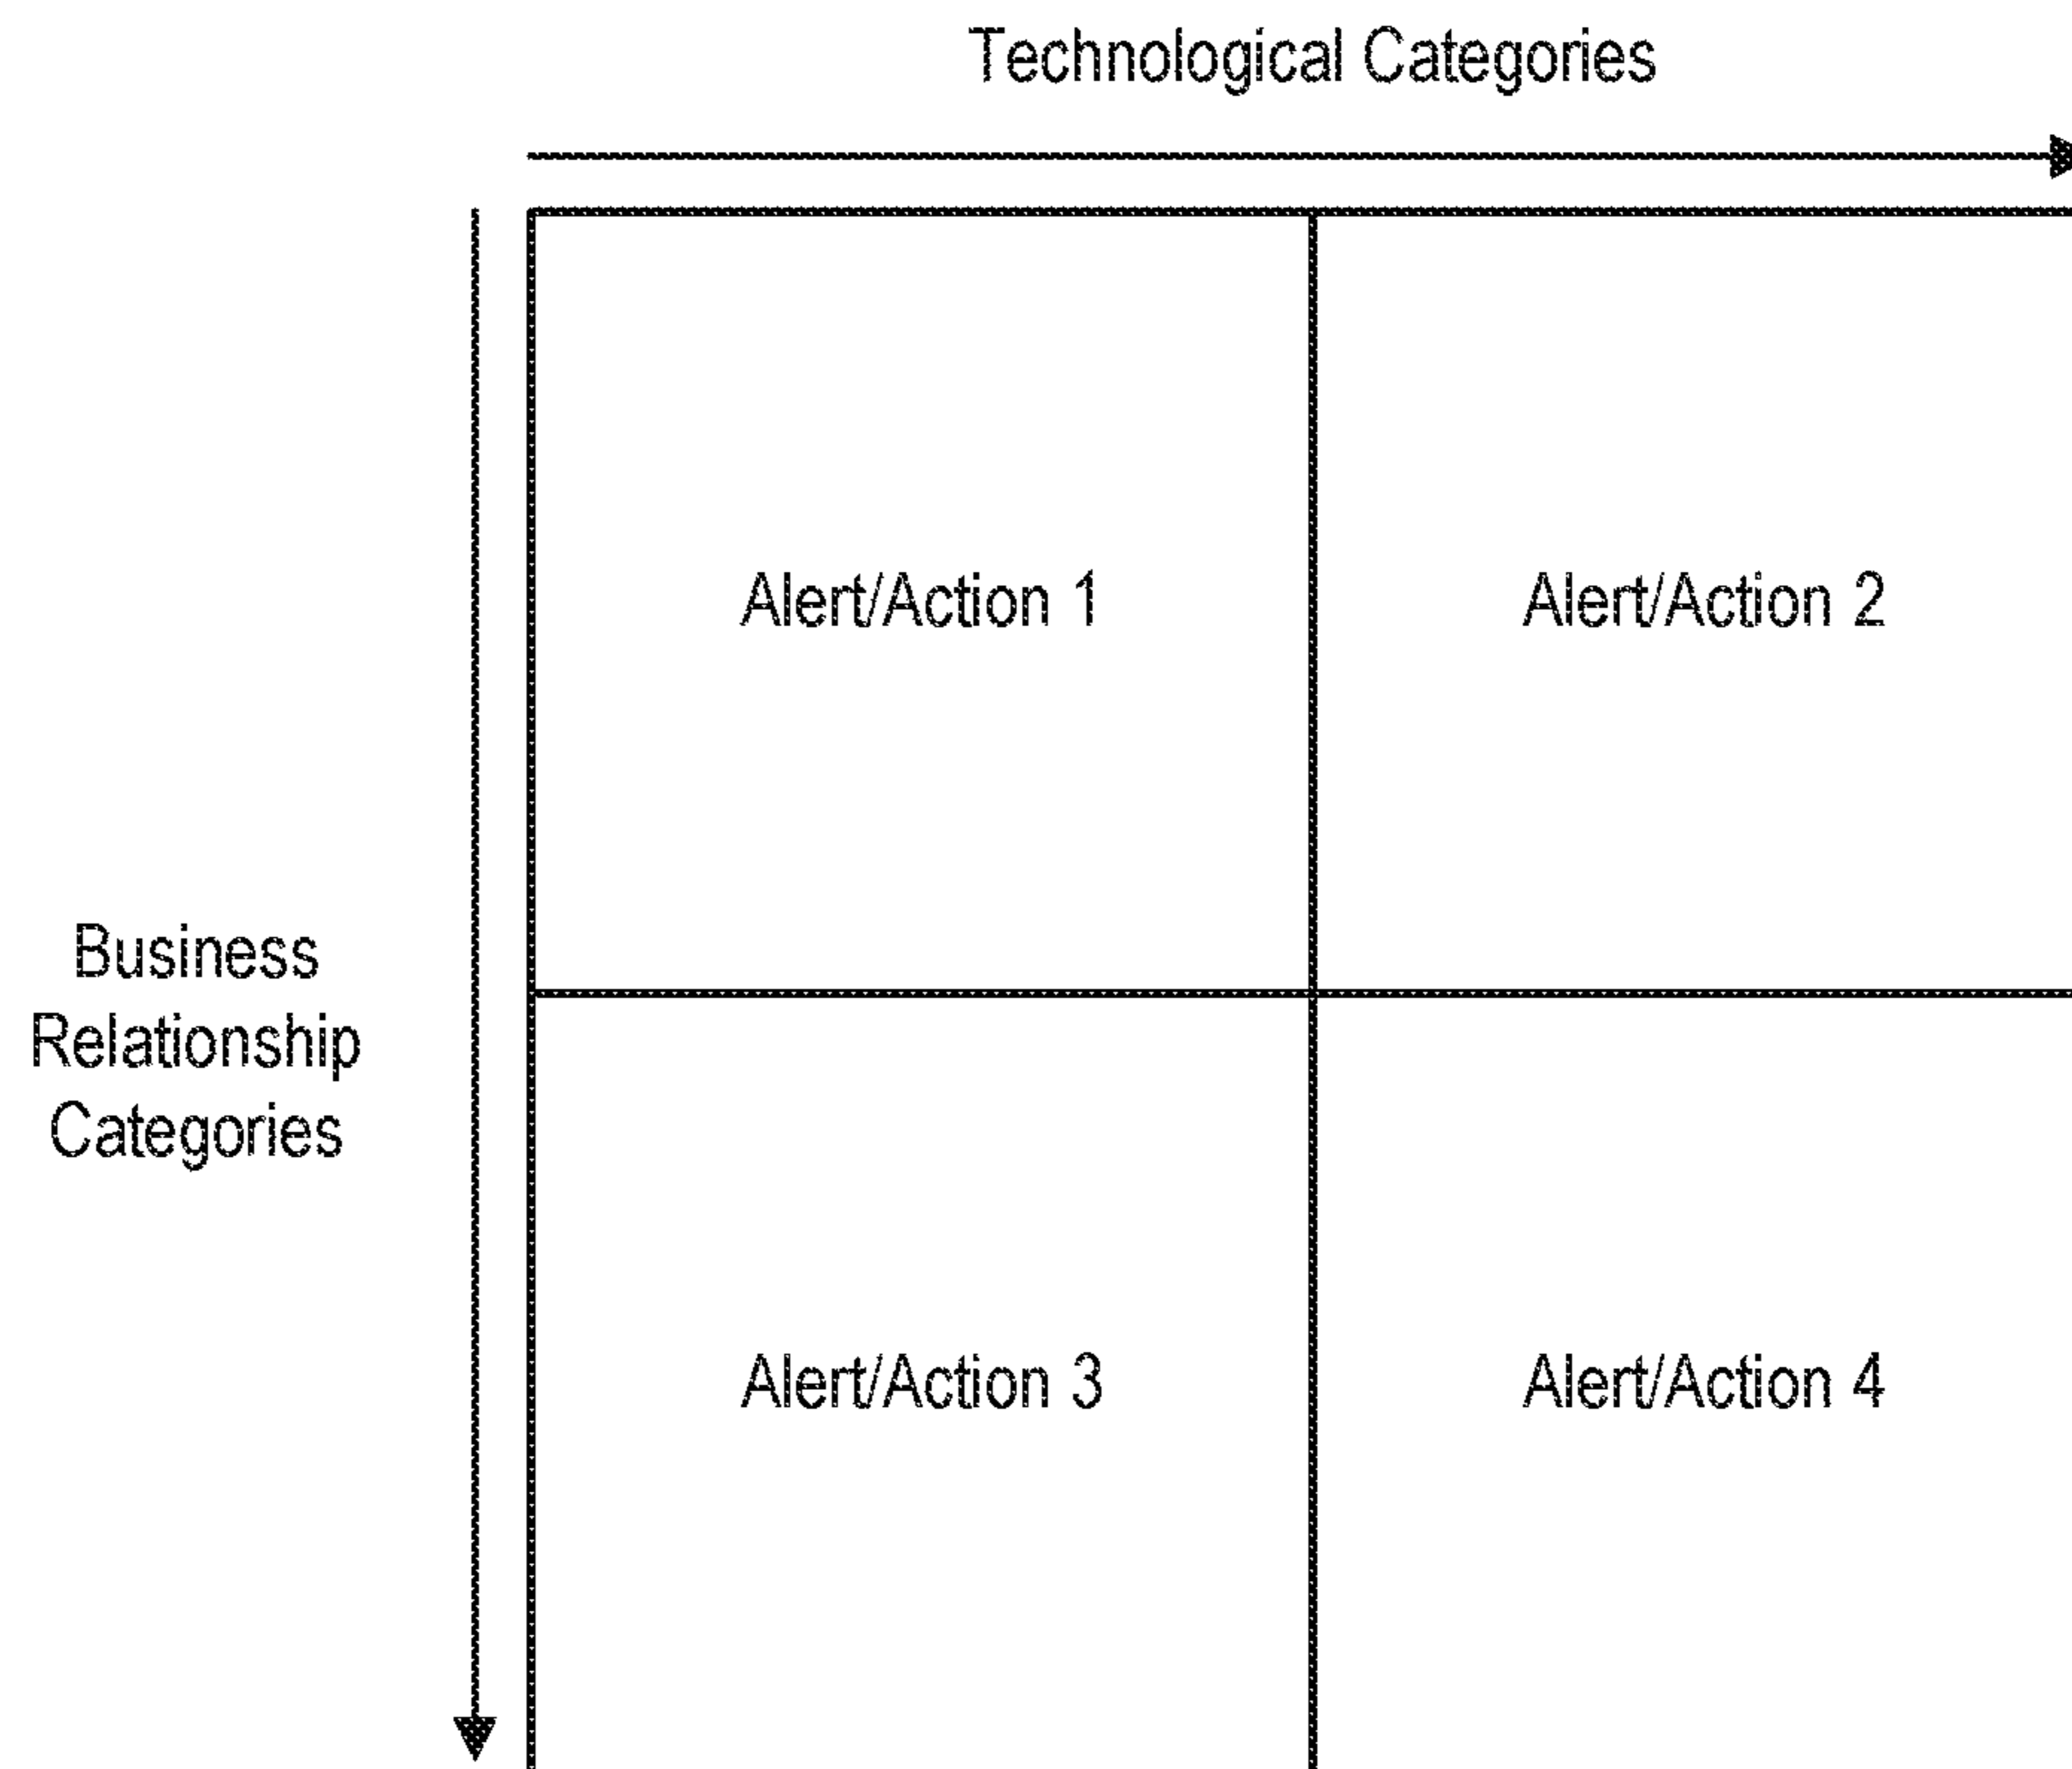 Technological Categories
Alert/Action 1
Alert/Action 2
Business
Relationship
Categories
Alert/Action 3
Alert/Action 4